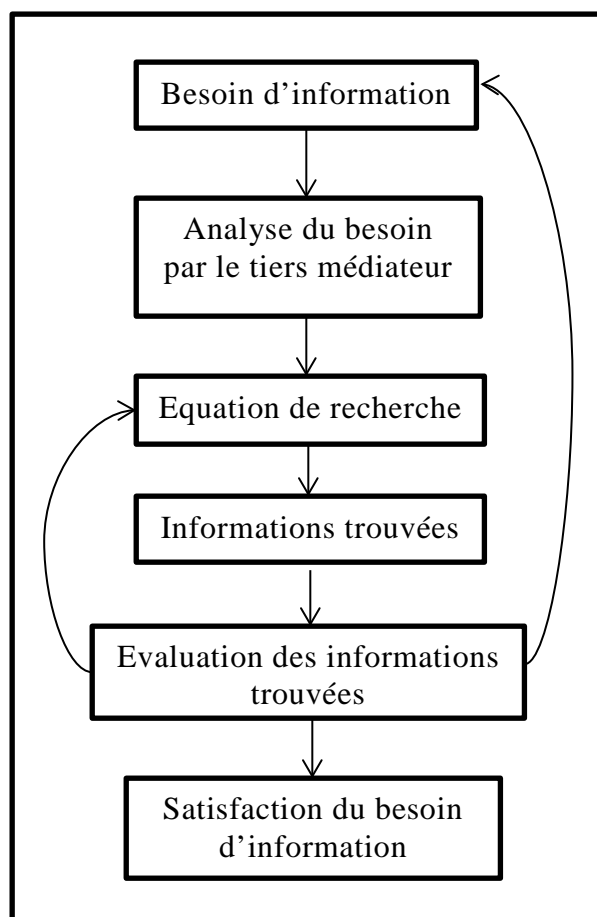 Besoin d’information
Analyse du besoin
par le tiers médiateur
Equation de recherche
Informations trouvées
Evaluation des informations
trouvées
Satisfaction du besoin
d’information